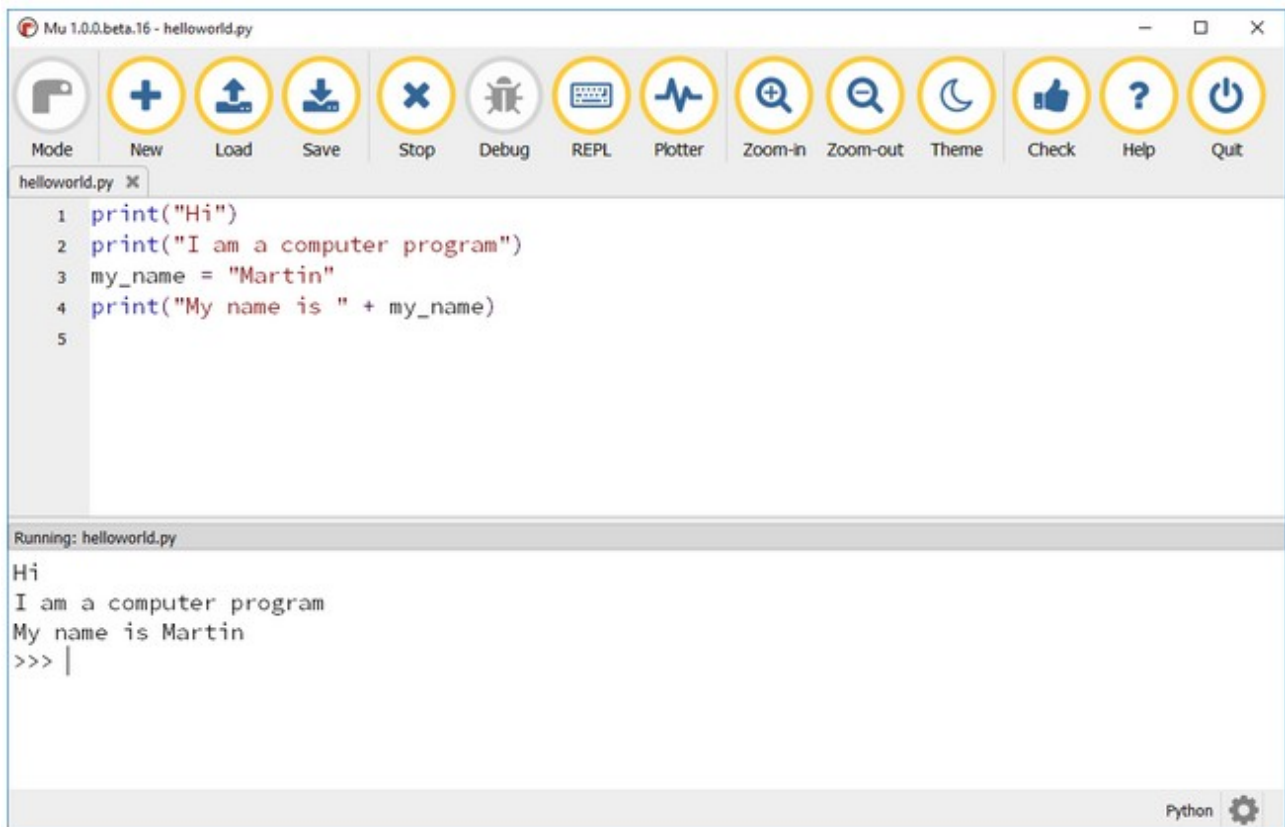 Mu 1.0.0.beta.16 - helloworld.py
Mode New Load Save Stop Debug REPL Plotter Zoom-in Zoom-out Theme Check Help Quit
helloworld.py
1 print("Hi")
2 print("I am a computer program")
3 my_name = "Martin"
4 print("My name is " + my_name)
5
Running: helloworld.py
Hi
I am a computer program
My name is Martin
>>>
Python